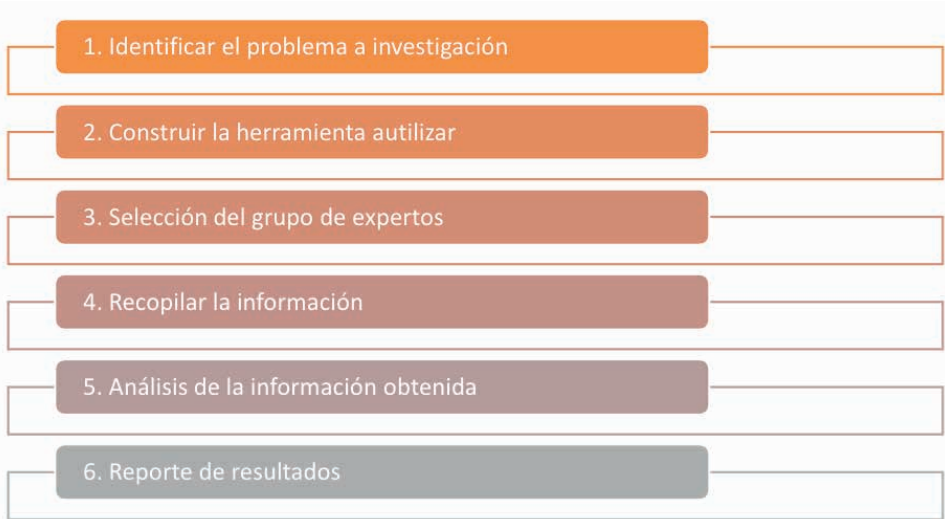 1. Identificar el problema a investigación
2. Construir la herramienta autilizar
3. Selección del grupo de expertos
4. Recopilar la información
5. Análisis de la información obtenida
6. Reporte de resultados